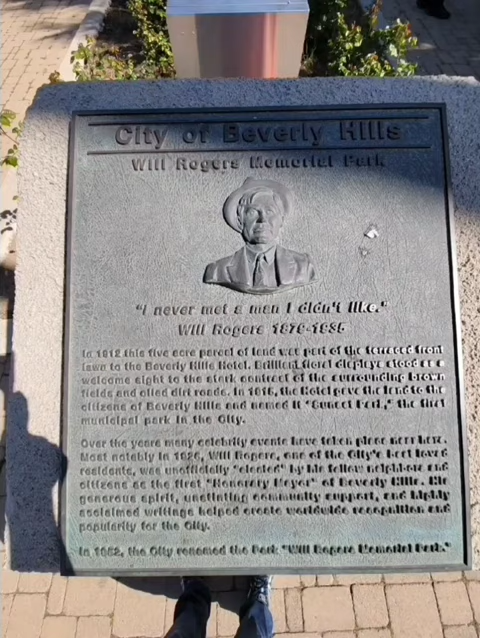 City of Beverly Hills
Will Rogers Memorial Park
"I never met a man I didn't like."
Will Rogers 1879-1935
In 1912 this five acre parcel of land was part of the terraced front
lawn to the Beverly Hills Hotel. Brilliant floral displays stood as a
welcome sight to the stark contrast of the surrounding brown
fields and oiled dirt roads. In 1915, the Hotel gave the land to the
citizens of Beverly Hills and named it "Sunset Park," the first
municipal park in the City.
Over the years many celebrity events have taken place near here.
Most notably in 1926, Will Rogers, one of the City's best loved
residents, was unofficially "elected" by his fellow neighbors and
citizens as the first "Honorary Mayor" of Beverly Hills. His
generous spirit, unstinting community support, and highly
acclaimed writings helped create worldwide recognition and
popularity for the City.
In 1952, the City renamed the Park "Will Rogers Memorial Park."